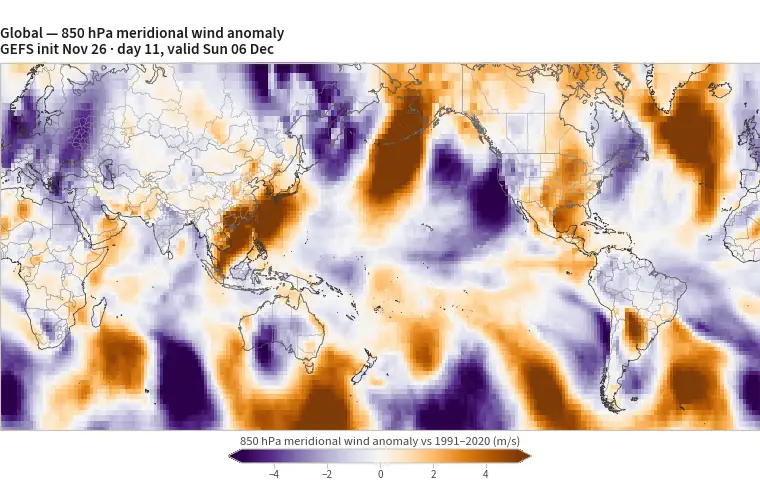 Global — 850 hPa meridional wind anomaly
GEFS init Nov 26 · day 11, valid Sun 06 Dec
850 hPa meridional wind anomaly vs 1991–2020 (m/s)
−4 −2 0 2 4